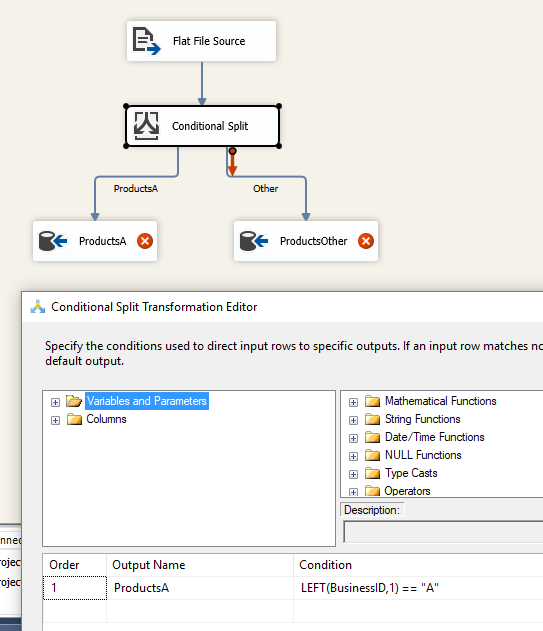 Flat File Source
Conditional Split
ProductsA
Other
ProductsA
ProductsOther
Conditional Split Transformation Editor
Specify the conditions used to direct input rows to specific outputs. If an input row matches no
default output.
Variables and Parameters
Columns
Mathematical Functions
String Functions
Date/Time Functions
NULL Functions
Type Casts
Operators
Description:
Order Output Name Condition
1 ProductsA LEFT(BusinessID,1) == "A"